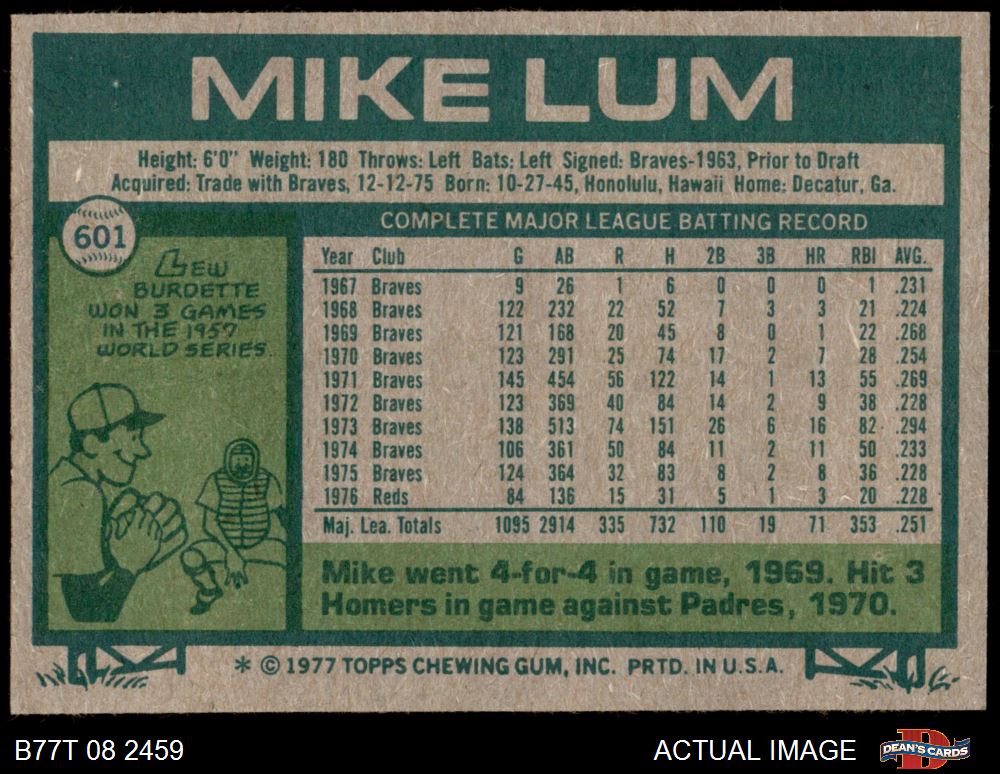 MIKE LUM
Height: 6'0" Weight: 180 Throws: Left Bats: Left Signed: Braves-1963, Prior to Draft
Acquired: Trade with Braves, 12-12-75 Born: 10-27-45, Honolulu, Hawaii Home: Decatur, Ga.
601
LEW
BURDETTE
WON 3 GAMES
IN THE 1957
WORLD SERIES.
COMPLETE MAJOR LEAGUE BATTING RECORD
Year Club G AB R H 2B 3B HR RBI AVG.
1967 Braves 9 26 1 6 0 0 0 1 .231
1968 Braves 122 232 22 52 7 3 3 21 .224
1969 Braves 121 168 20 45 8 0 1 22 .268
1970 Braves 123 291 25 74 17 2 7 28 .254
1971 Braves 145 454 56 122 14 1 13 55 .269
1972 Braves 123 369 40 84 14 2 9 38 .228
1973 Braves 138 513 74 151 26 6 16 82 .294
1974 Braves 106 361 50 84 11 2 11 50 .233
1975 Braves 124 364 32 83 8 2 8 36 .228
1976 Reds 84 136 15 31 5 1 3 20 .228
Maj. Lea. Totals 1095 2914 335 732 110 19 71 353 .251
Mike went 4-for-4 in game, 1969. Hit 3
Homers in game against Padres, 1970.
* © 1977 TOPPS CHEWING GUM, INC. PRTD. IN U.S.A.
B77T 08 2459
ACTUAL IMAGE
DEAN'S CARDS